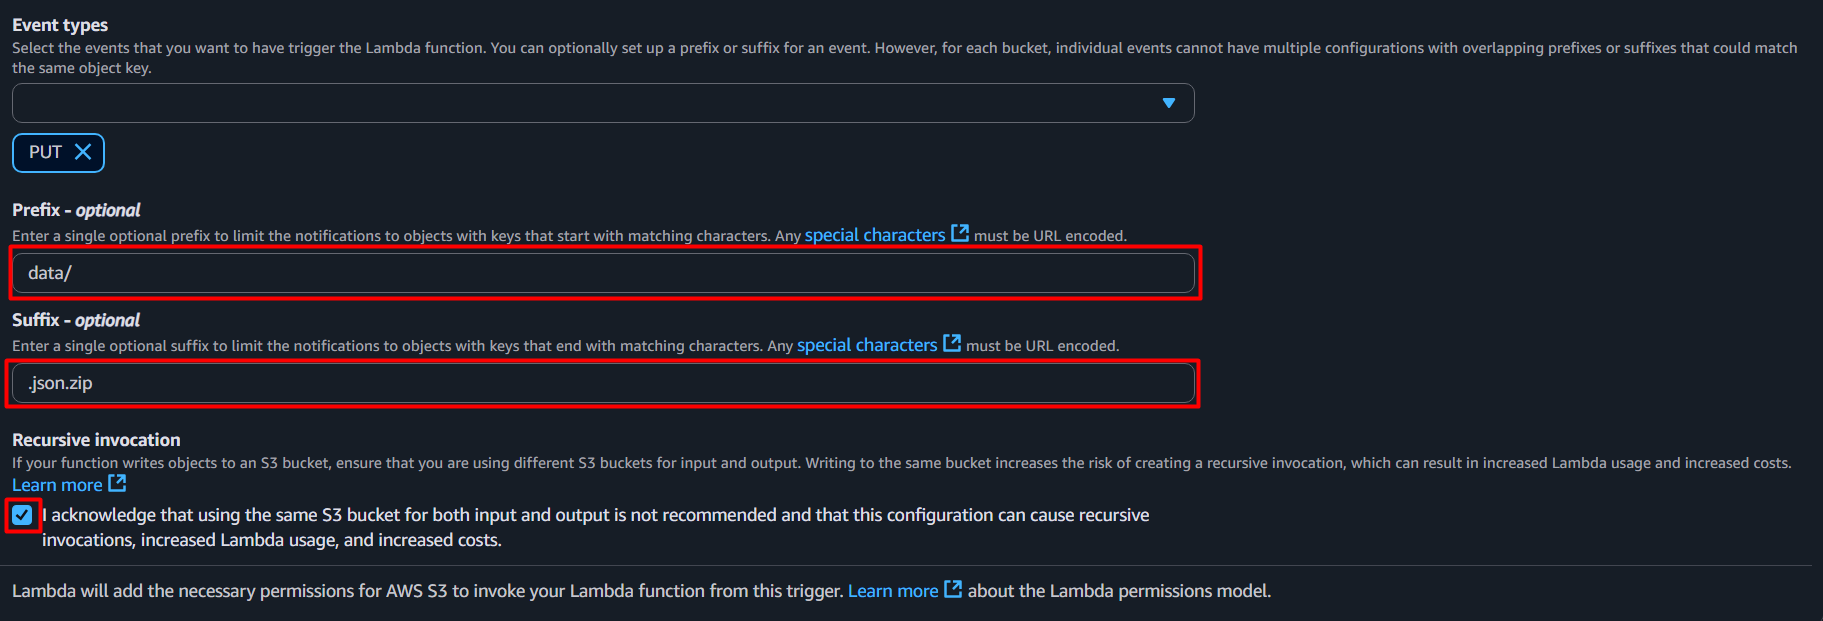 Event types
Select the events that you want to have trigger the Lambda function. You can optionally set up a prefix or suffix for an event. However, for each bucket, individual events cannot have multiple configurations with overlapping prefixes or suffixes that could match
the same object key.
PUT
Prefix - optional
Enter a single optional prefix to limit the notifications to objects with keys that start with matching characters. Any special characters must be URL encoded.
data/
Suffix - optional
Enter a single optional suffix to limit the notifications to objects with keys that end with matching characters. Any special characters must be URL encoded.
.json.zip
Recursive invocation
If your function writes objects to an S3 bucket, ensure that you are using different S3 buckets for input and output. Writing to the same bucket increases the risk of creating a recursive invocation, which can result in increased Lambda usage and increased costs.
Learn more
I acknowledge that using the same S3 bucket for both input and output is not recommended and that this configuration can cause recursive
invocations, increased Lambda usage, and increased costs.
Lambda will add the necessary permissions for AWS S3 to invoke your Lambda function from this trigger. Learn more about the Lambda permissions model.